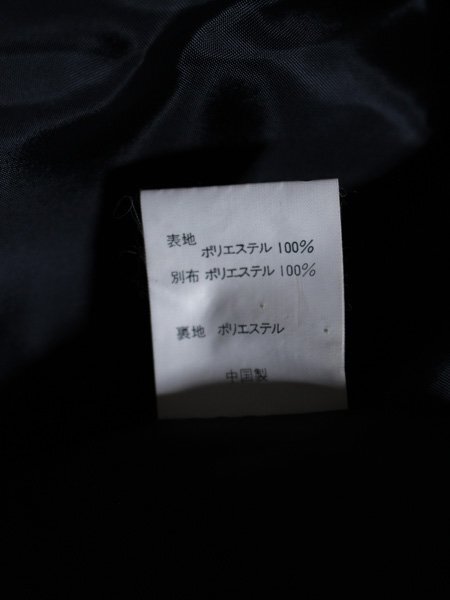 表地
ポリエステル 100%
別布 ポリエステル 100%
裏地 ポリエステル
中国製